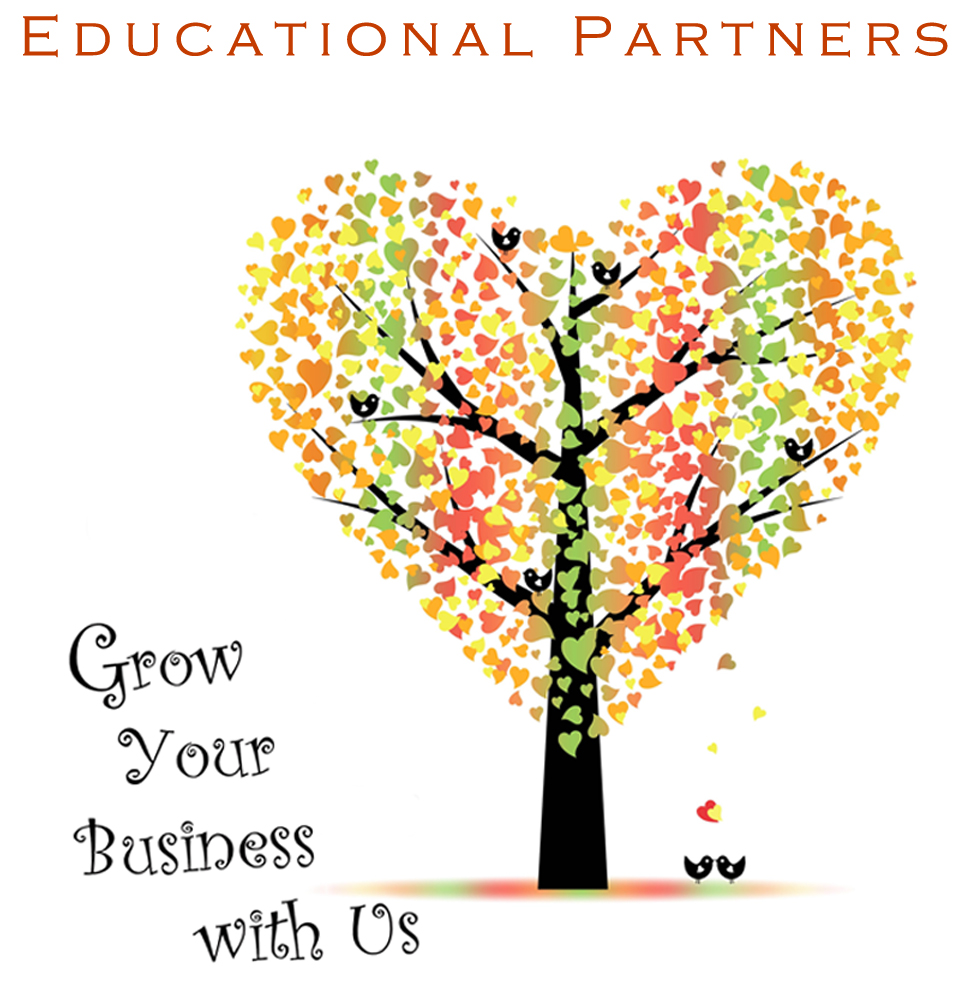 Educational Partners
Grow
Your
Business
with Us